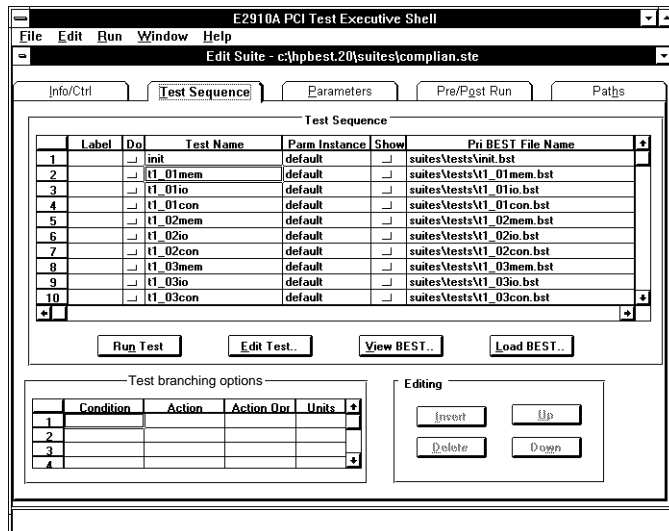 E2910A PCI Test Executive Shell
File Edit Run Window Help
Edit Suite - c:\hpbest.20\suites\complian.ste
Info/Ctrl Test Sequence Parameters Pre/Post Run Paths
Test Sequence
Label Do Test Name Parm Instance Show Pri BEST File Name
1 init default suites\tests\init.bst
2 t1_01mem default suites\tests\t1_01mem.bst
3 t1_01io default suites\tests\t1_01io.bst
4 t1_01con default suites\tests\t1_01con.bst
5 t1_02mem default suites\tests\t1_02mem.bst
6 t1_02io default suites\tests\t1_02io.bst
7 t1_02con default suites\tests\t1_02con.bst
8 t1_03mem default suites\tests\t1_03mem.bst
9 t1_03io default suites\tests\t1_03io.bst
10 t1_03con default suites\tests\t1_03con.bst
Run Test Edit Test.. View BEST.. Load BEST..
Test branching options
Condition Action Action Opr Units
1
2
3
4
Editing
Insert Up
Delete Down